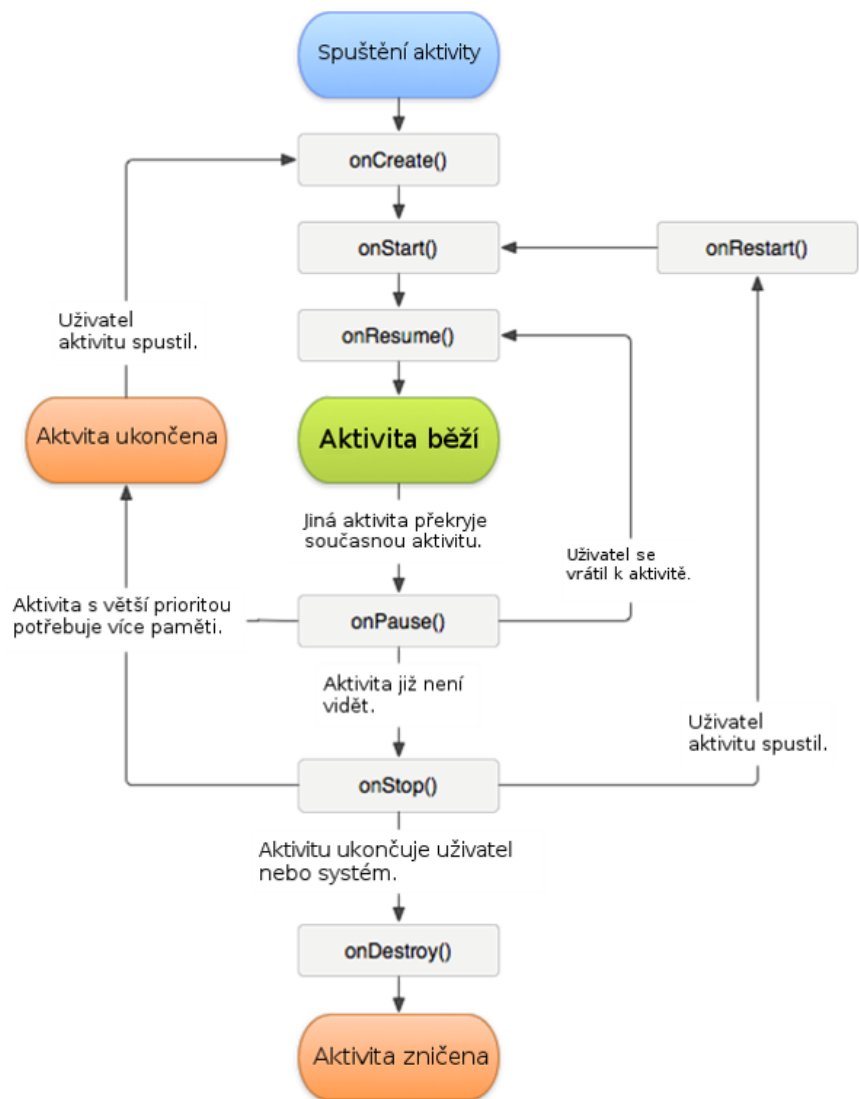 Spuštění aktivity
onCreate()
onStart()
onRestart()
Uživatel
aktivitu spustil.
onResume()
Aktvita ukončena
Aktivita běží
Jiná aktivita překryje
současnou aktivitu.
Uživatel se
vrátil k aktivitě.
Aktivita s větší prioritou
potřebuje více paměti.
onPause()
Aktivita již není
vidět.
Uživatel
aktivitu spustil.
onStop()
Aktivitu ukončuje uživatel
nebo systém.
onDestroy()
Aktivita zničena